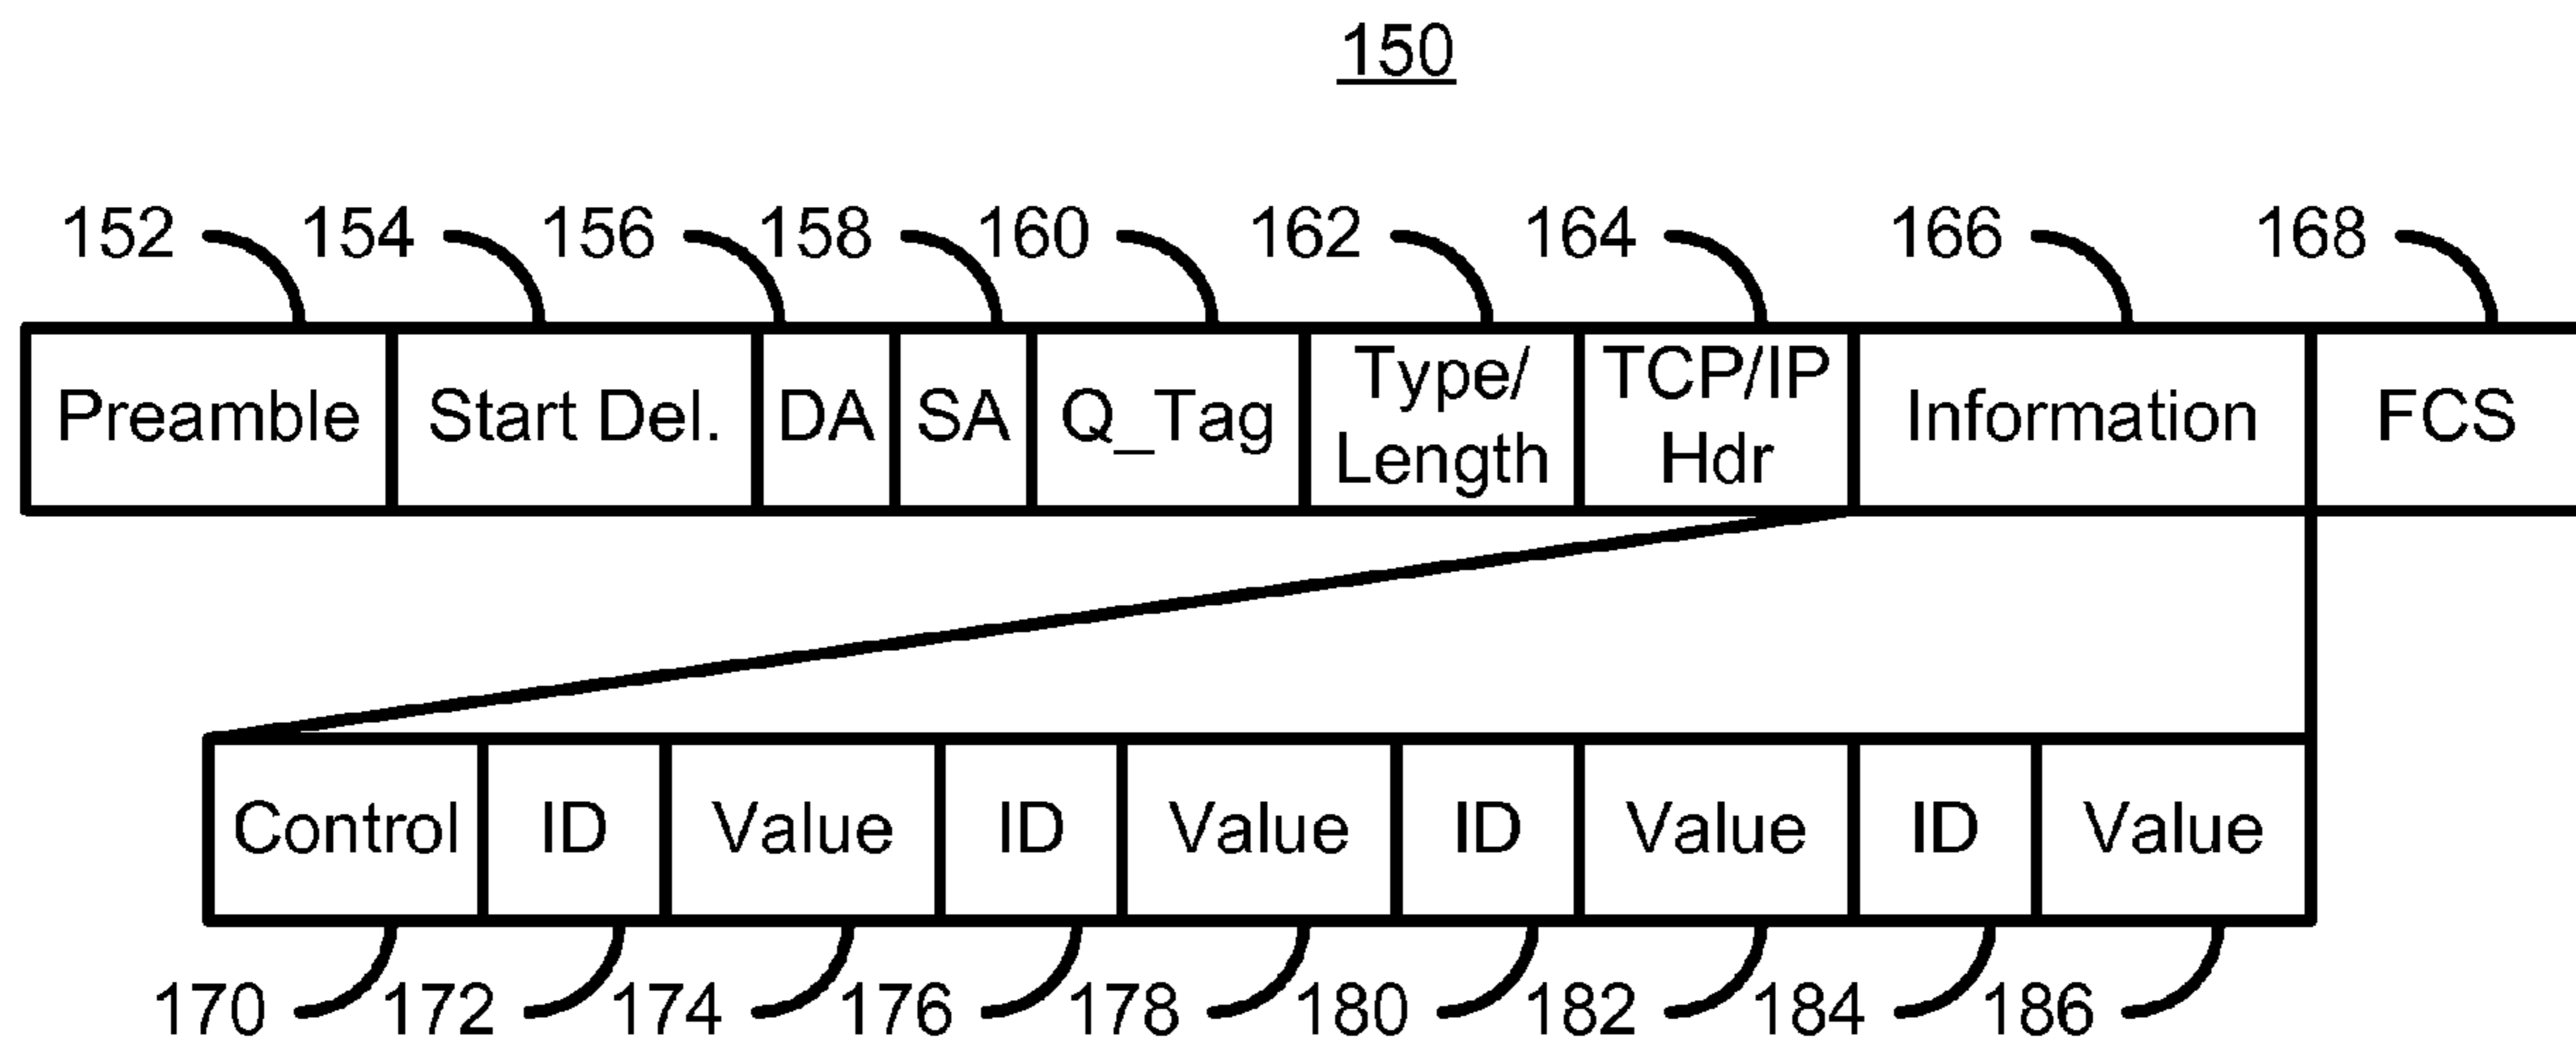 150
152 154 156 158 160 162 164 166 168
Preamble Start Del. DA SA Q_Tag Type/ Length TCP/IP Hdr Information FCS
Control ID Value ID Value ID Value ID Value
170 172 174 176 178 180 182 184 186